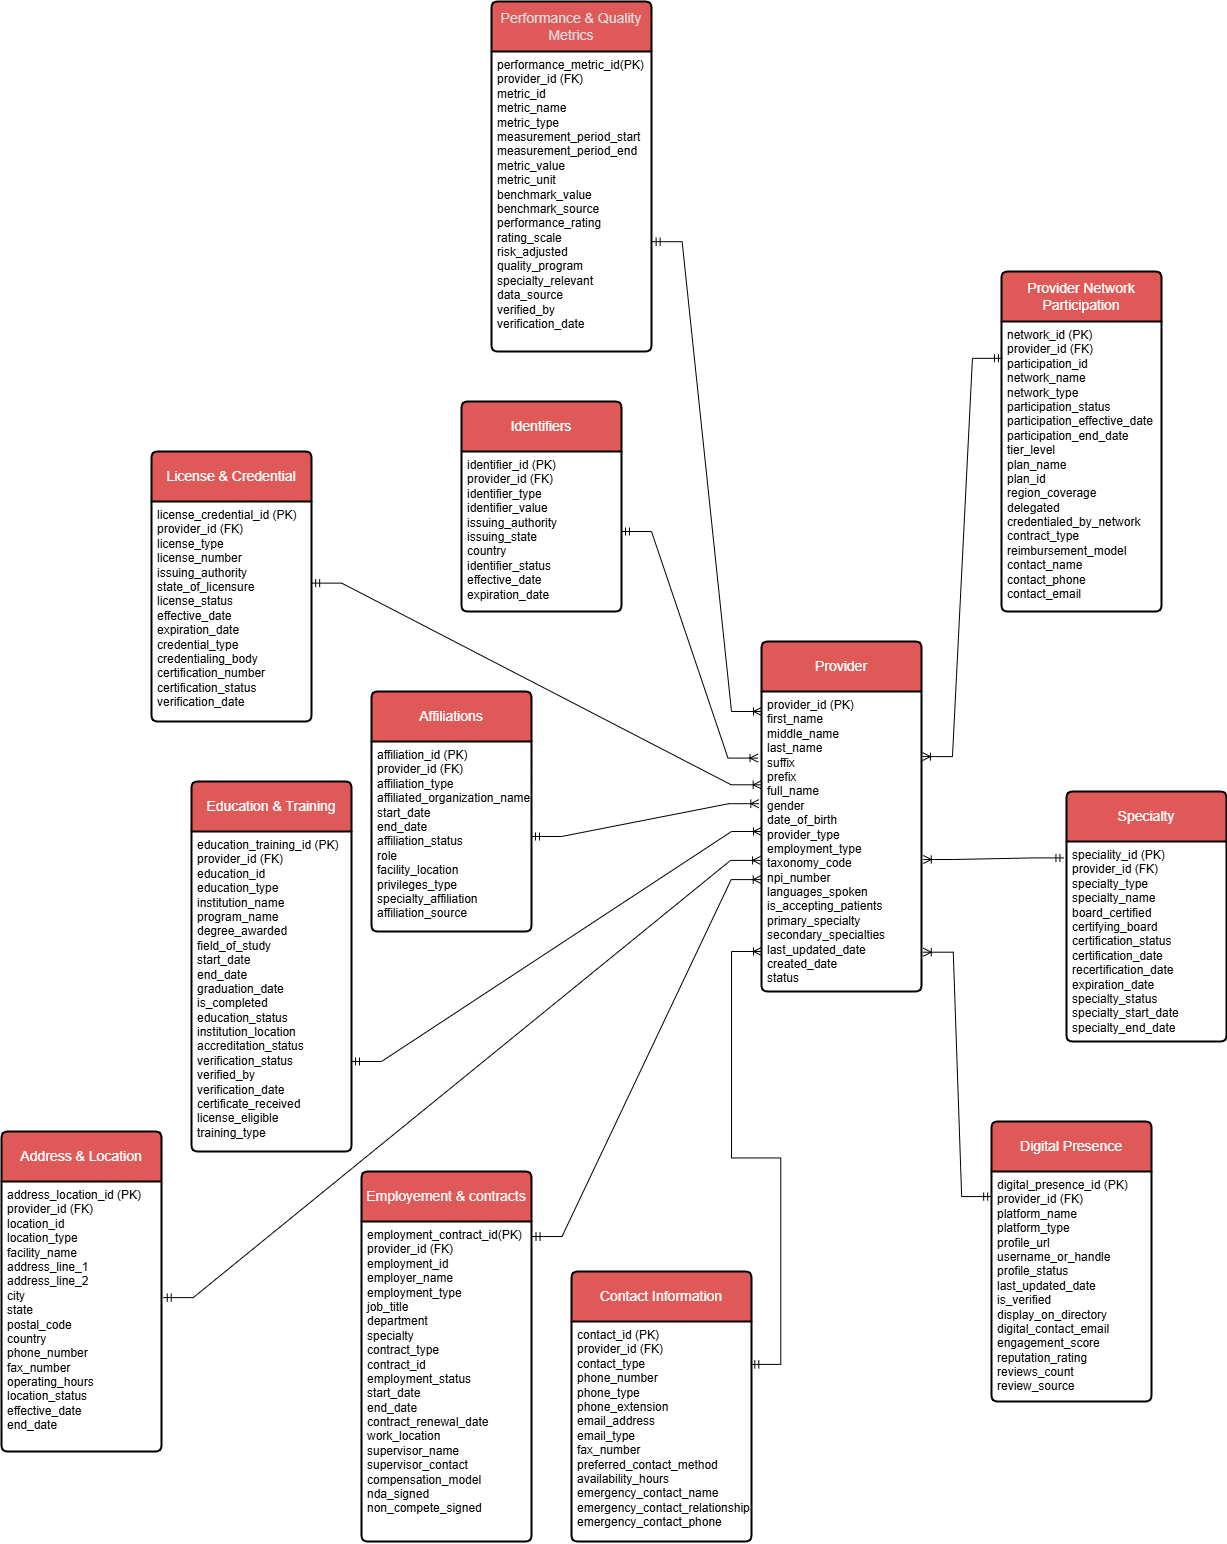 Performance & Quality
Metrics
performance_metric_id(PK)
provider_id (FK)
metric_id
metric_name
metric_type
measurement_period_start
measurement_period_end
metric_value
metric_unit
benchmark_value
benchmark_source
performance_rating
rating_scale
risk_adjusted
quality_program
specialty_relevant
data_source
verified_by
verification_date
Provider Network
Participation
network_id (PK)
provider_id (FK)
participation_id
network_name
network_type
participation_status
participation_effective_date
participation_end_date
tier_level
plan_name
plan_id
region_coverage
delegated
credentialed_by_network
contract_type
reimbursement_model
contact_name
contact_phone
contact_email
Identifiers
identifier_id (PK)
provider_id (FK)
identifier_type
identifier_value
issuing_authority
issuing_state
country
identifier_status
effective_date
expiration_date
License & Credential
license_credential_id (PK)
provider_id (FK)
license_type
license_number
issuing_authority
state_of_licensure
license_status
effective_date
expiration_date
credential_type
credentialing_body
certification_number
certification_status
verification_date
Provider
provider_id (PK)
first_name
middle_name
last_name
suffix
prefix
full_name
gender
date_of_birth
provider_type
employment_type
taxonomy_code
npi_number
languages_spoken
is_accepting_patients
primary_specialty
secondary_specialties
last_updated_date
created_date
status
Affiliations
affiliation_id (PK)
provider_id (FK)
affiliation_type
affiliated_organization_name
start_date
end_date
affiliation_status
role
facility_location
privileges_type
specialty_affiliation
affiliation_source
Education & Training
education_training_id (PK)
provider_id (FK)
education_id
education_type
institution_name
program_name
degree_awarded
field_of_study
start_date
end_date
graduation_date
is_completed
education_status
institution_location
accreditation_status
verification_status
verified_by
verification_date
certificate_received
license_eligible
training_type
Specialty
speciality_id (PK)
provider_id (FK)
specialty_type
specialty_name
board_certified
certifying_board
certification_status
certification_date
recertification_date
expiration_date
specialty_status
specialty_start_date
specialty_end_date
Digital Presence
digital_presence_id (PK)
provider_id (FK)
platform_name
platform_type
profile_url
username_or_handle
profile_status
last_updated_date
is_verified
display_on_directory
digital_contact_email
engagement_score
reputation_rating
reviews_count
review_source
Address & Location
address_location_id (PK)
provider_id (FK)
location_id
location_type
facility_name
address_line_1
address_line_2
city
state
postal_code
country
phone_number
fax_number
operating_hours
location_status
effective_date
end_date
Employement & contracts
employment_contract_id(PK)
provider_id (FK)
employment_id
employer_name
employment_type
job_title
department
specialty
contract_type
contract_id
employment_status
start_date
end_date
contract_renewal_date
work_location
supervisor_name
supervisor_contact
compensation_model
nda_signed
non_compete_signed
Contact Information
contact_id (PK)
provider_id (FK)
contact_type
phone_number
phone_type
phone_extension
email_address
email_type
fax_number
preferred_contact_method
availability_hours
emergency_contact_name
emergency_contact_relationship
emergency_contact_phone